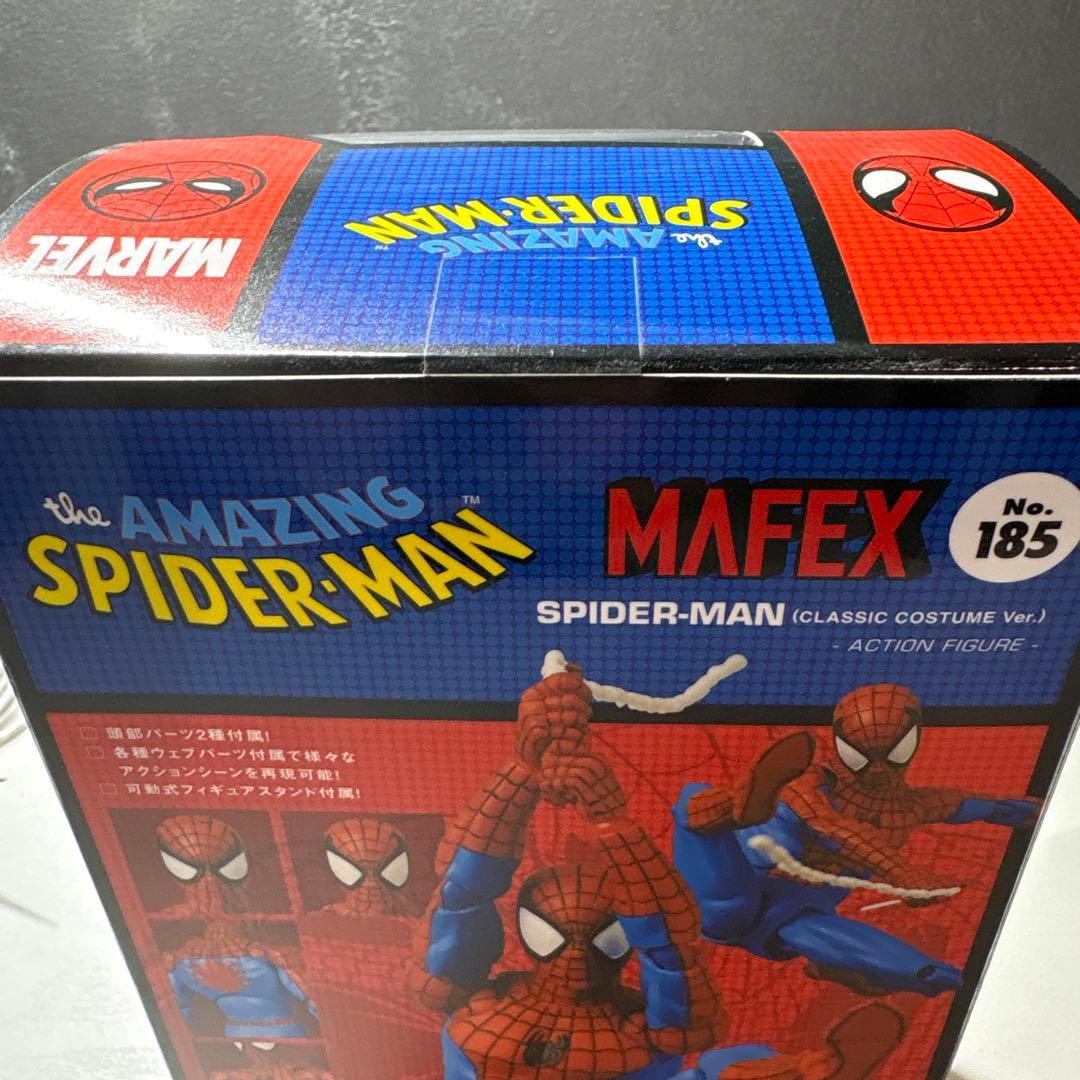 MARVEL
the AMAZING
SPIDER·MAN™
the AMAZING
SPIDER·MAN™
MAFEX
No.
185
SPIDER-MAN (CLASSIC COSTUME Ver.)
- ACTION FIGURE -
□ 頭部パーツ2種付属!
□ 各種ウェブパーツ付属で様々な
アクションシーンを再現可能!
□ 可動式フィギュアスタンド付属!